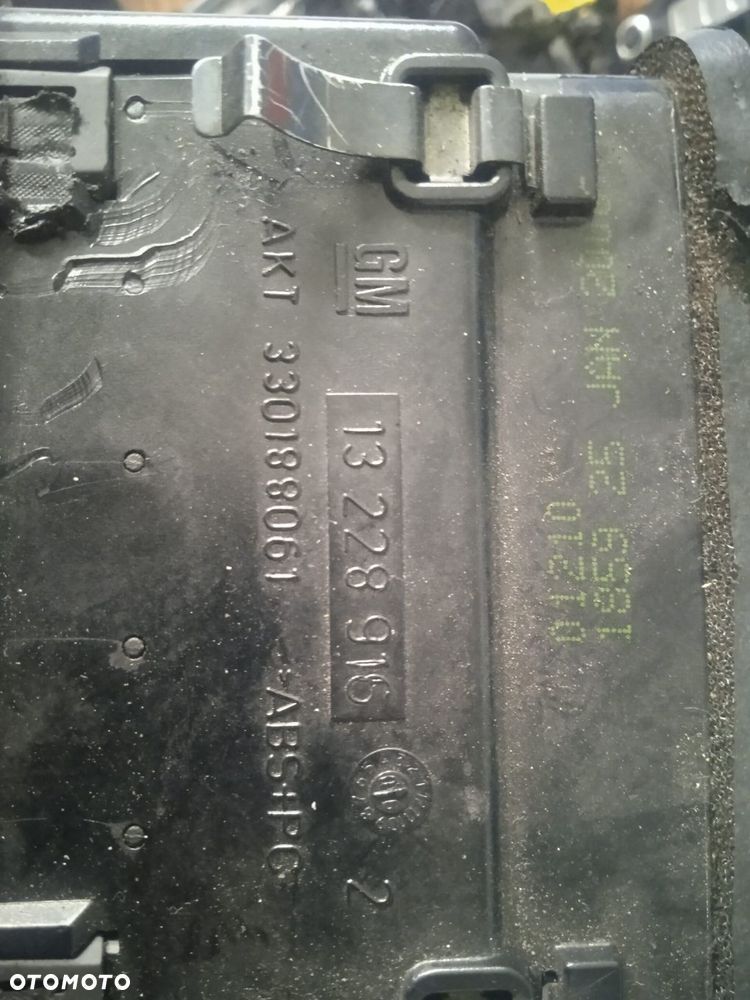 GM
13 228 916
2
AKT 330188061 >ABS+PC<
OTOMOTO